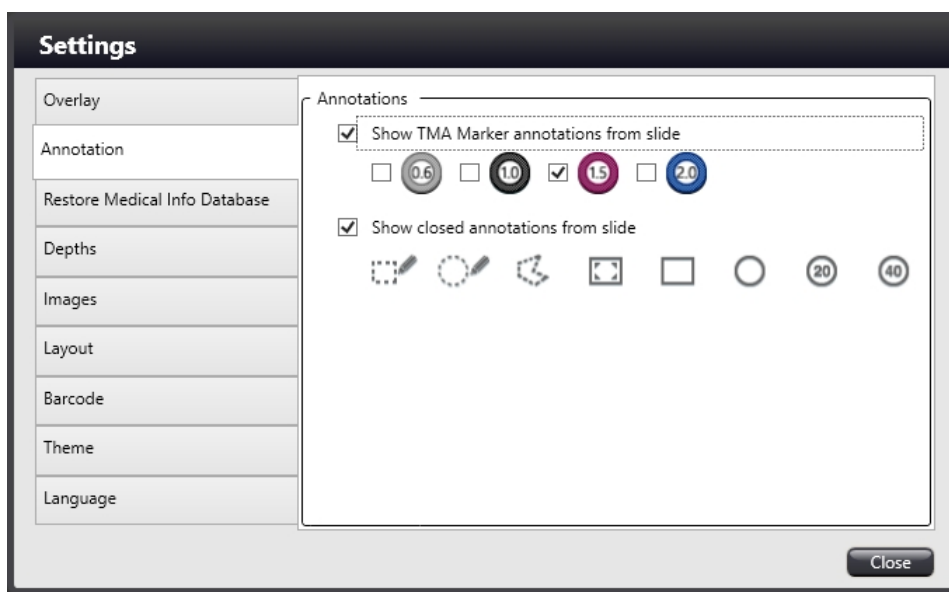 Settings
Overlay
Annotation
Restore Medical Info Database
Depths
Images
Layout
Barcode
Theme
Language
Annotations
Show TMA Marker annotations from slide
0.6 1.0 1.5 2.0
Show closed annotations from slide
20 40
Close